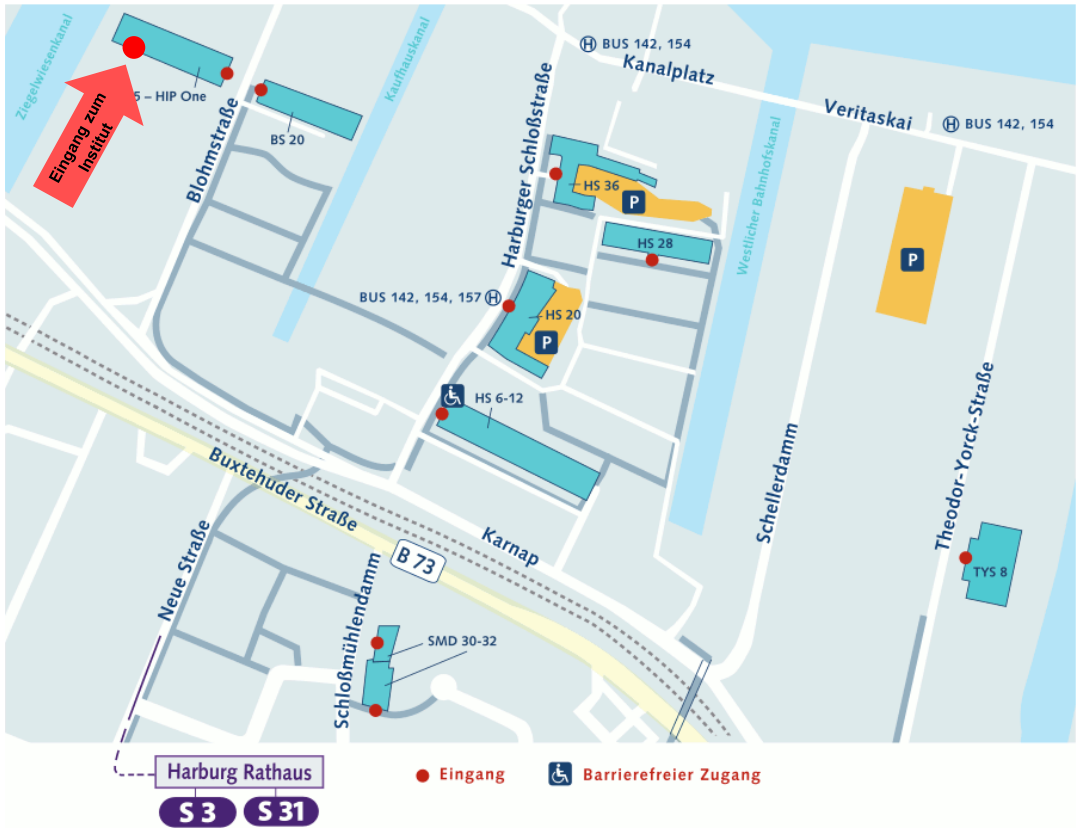 Ziegelwiesenkanal
Kaufhauskanal
BUS 142, 154
Kanalplatz
Veritaskai
BUS 142, 154
5 – HIP One
Eingang zum
Institut
BS 20
Blohmstraße
Harburger Schloßstraße
HS 36
P
Westlicher Bahnhofskanal
HS 28
P
BUS 142, 154, 157
HS 20
P
HS 6-12
Schellerdamm
Theodor-Yorck-Straße
Buxtehuder Straße
Karnap
B 73
TYS 8
Neue Straße
Schloßmühlendamm
SMD 30-32
Harburg Rathaus
S 3
S 31
Eingang
Barrierefreier Zugang